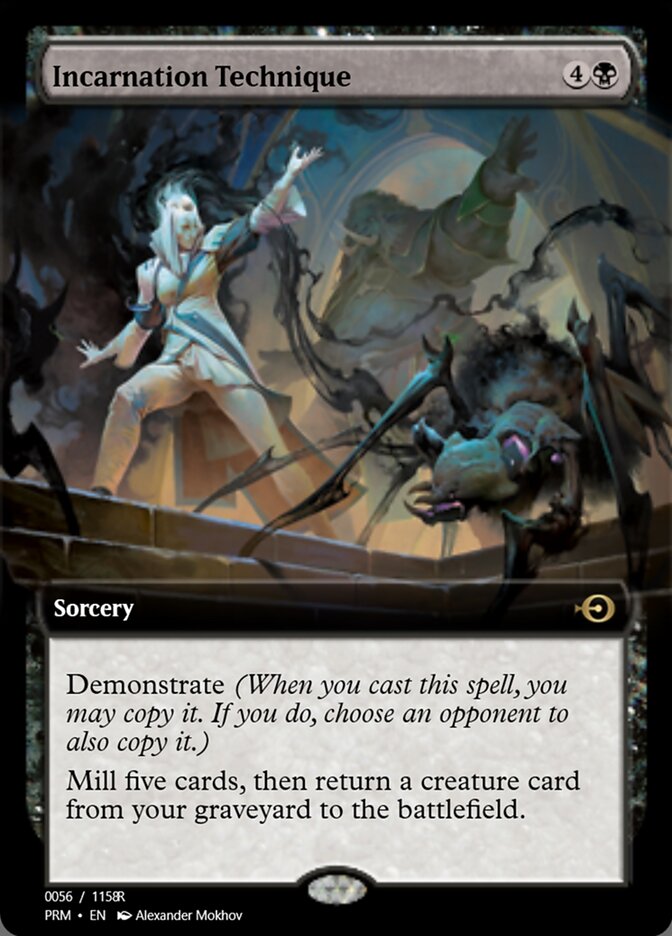 Incarnation Technique 4
Sorcery
Demonstrate (When you cast this spell, you
may copy it. If you do, choose an opponent to
also copy it.)
Mill five cards, then return a creature card
from your graveyard to the battlefield.
0056 / 1158R
PRM • EN Alexander Mokhov